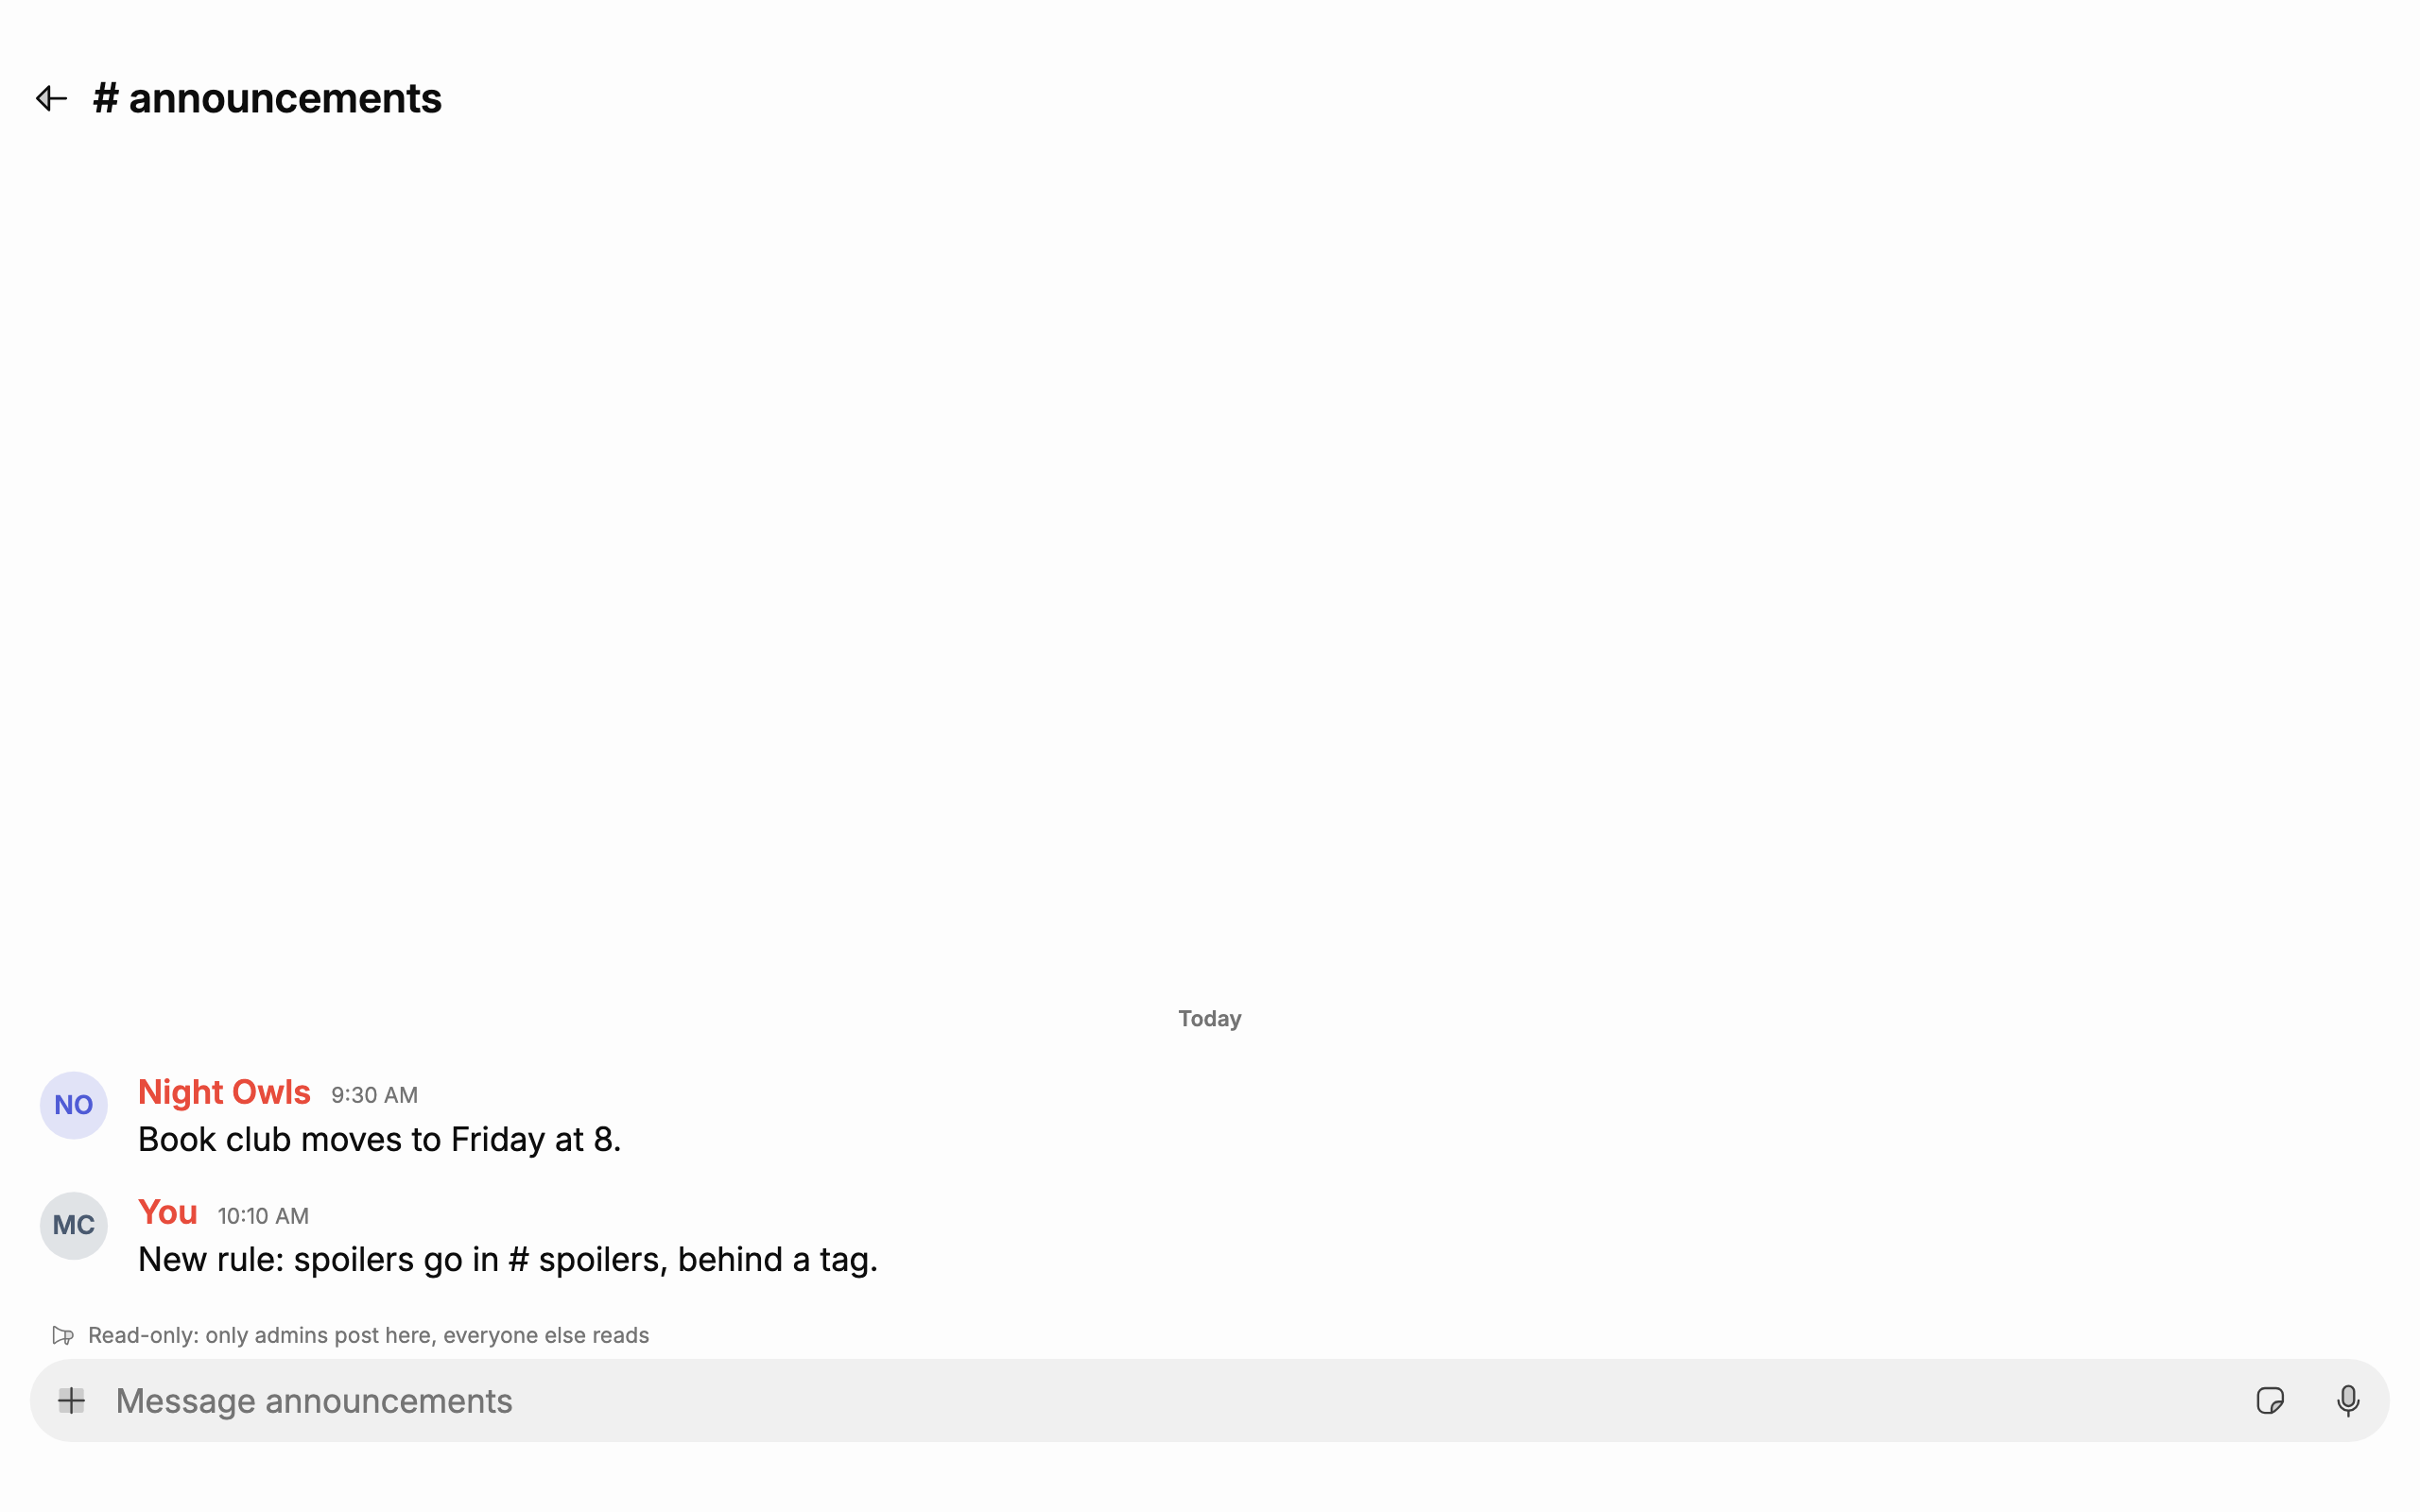 # announcements
Today
NO
Night Owls 9:30 AM
Book club moves to Friday at 8.
MC
You 10:10 AM
New rule: spoilers go in # spoilers, behind a tag.
Read-only: only admins post here, everyone else reads
Message announcements